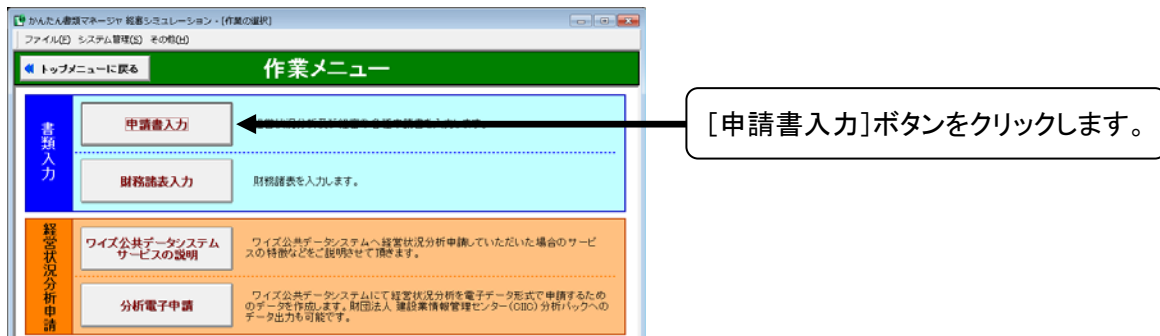 かんたん書類マネージャ 経審シミュレーション - [作業の選択]
ファイル(F) システム管理(S) その他(H)
トップメニューに戻る
作業メニュー
書類入力
申請書入力
[申請書入力]ボタンをクリックします。
財務諸表入力
財務諸表を入力します。
経営状況分析申請
ワイズ公共データシステム
サービスの説明
ワイズ公共データシステムへ経営状況分析申請していただいた場合のサービ
スの特徴などをご説明させて頂きます。
分析電子申請
ワイズ公共データシステムにて経営状況分析を電子データ形式で申請するため
のデータを作成します。財団法人 建設業情報管理センター(CIIC)分析パックへの
データ出力も可能です。